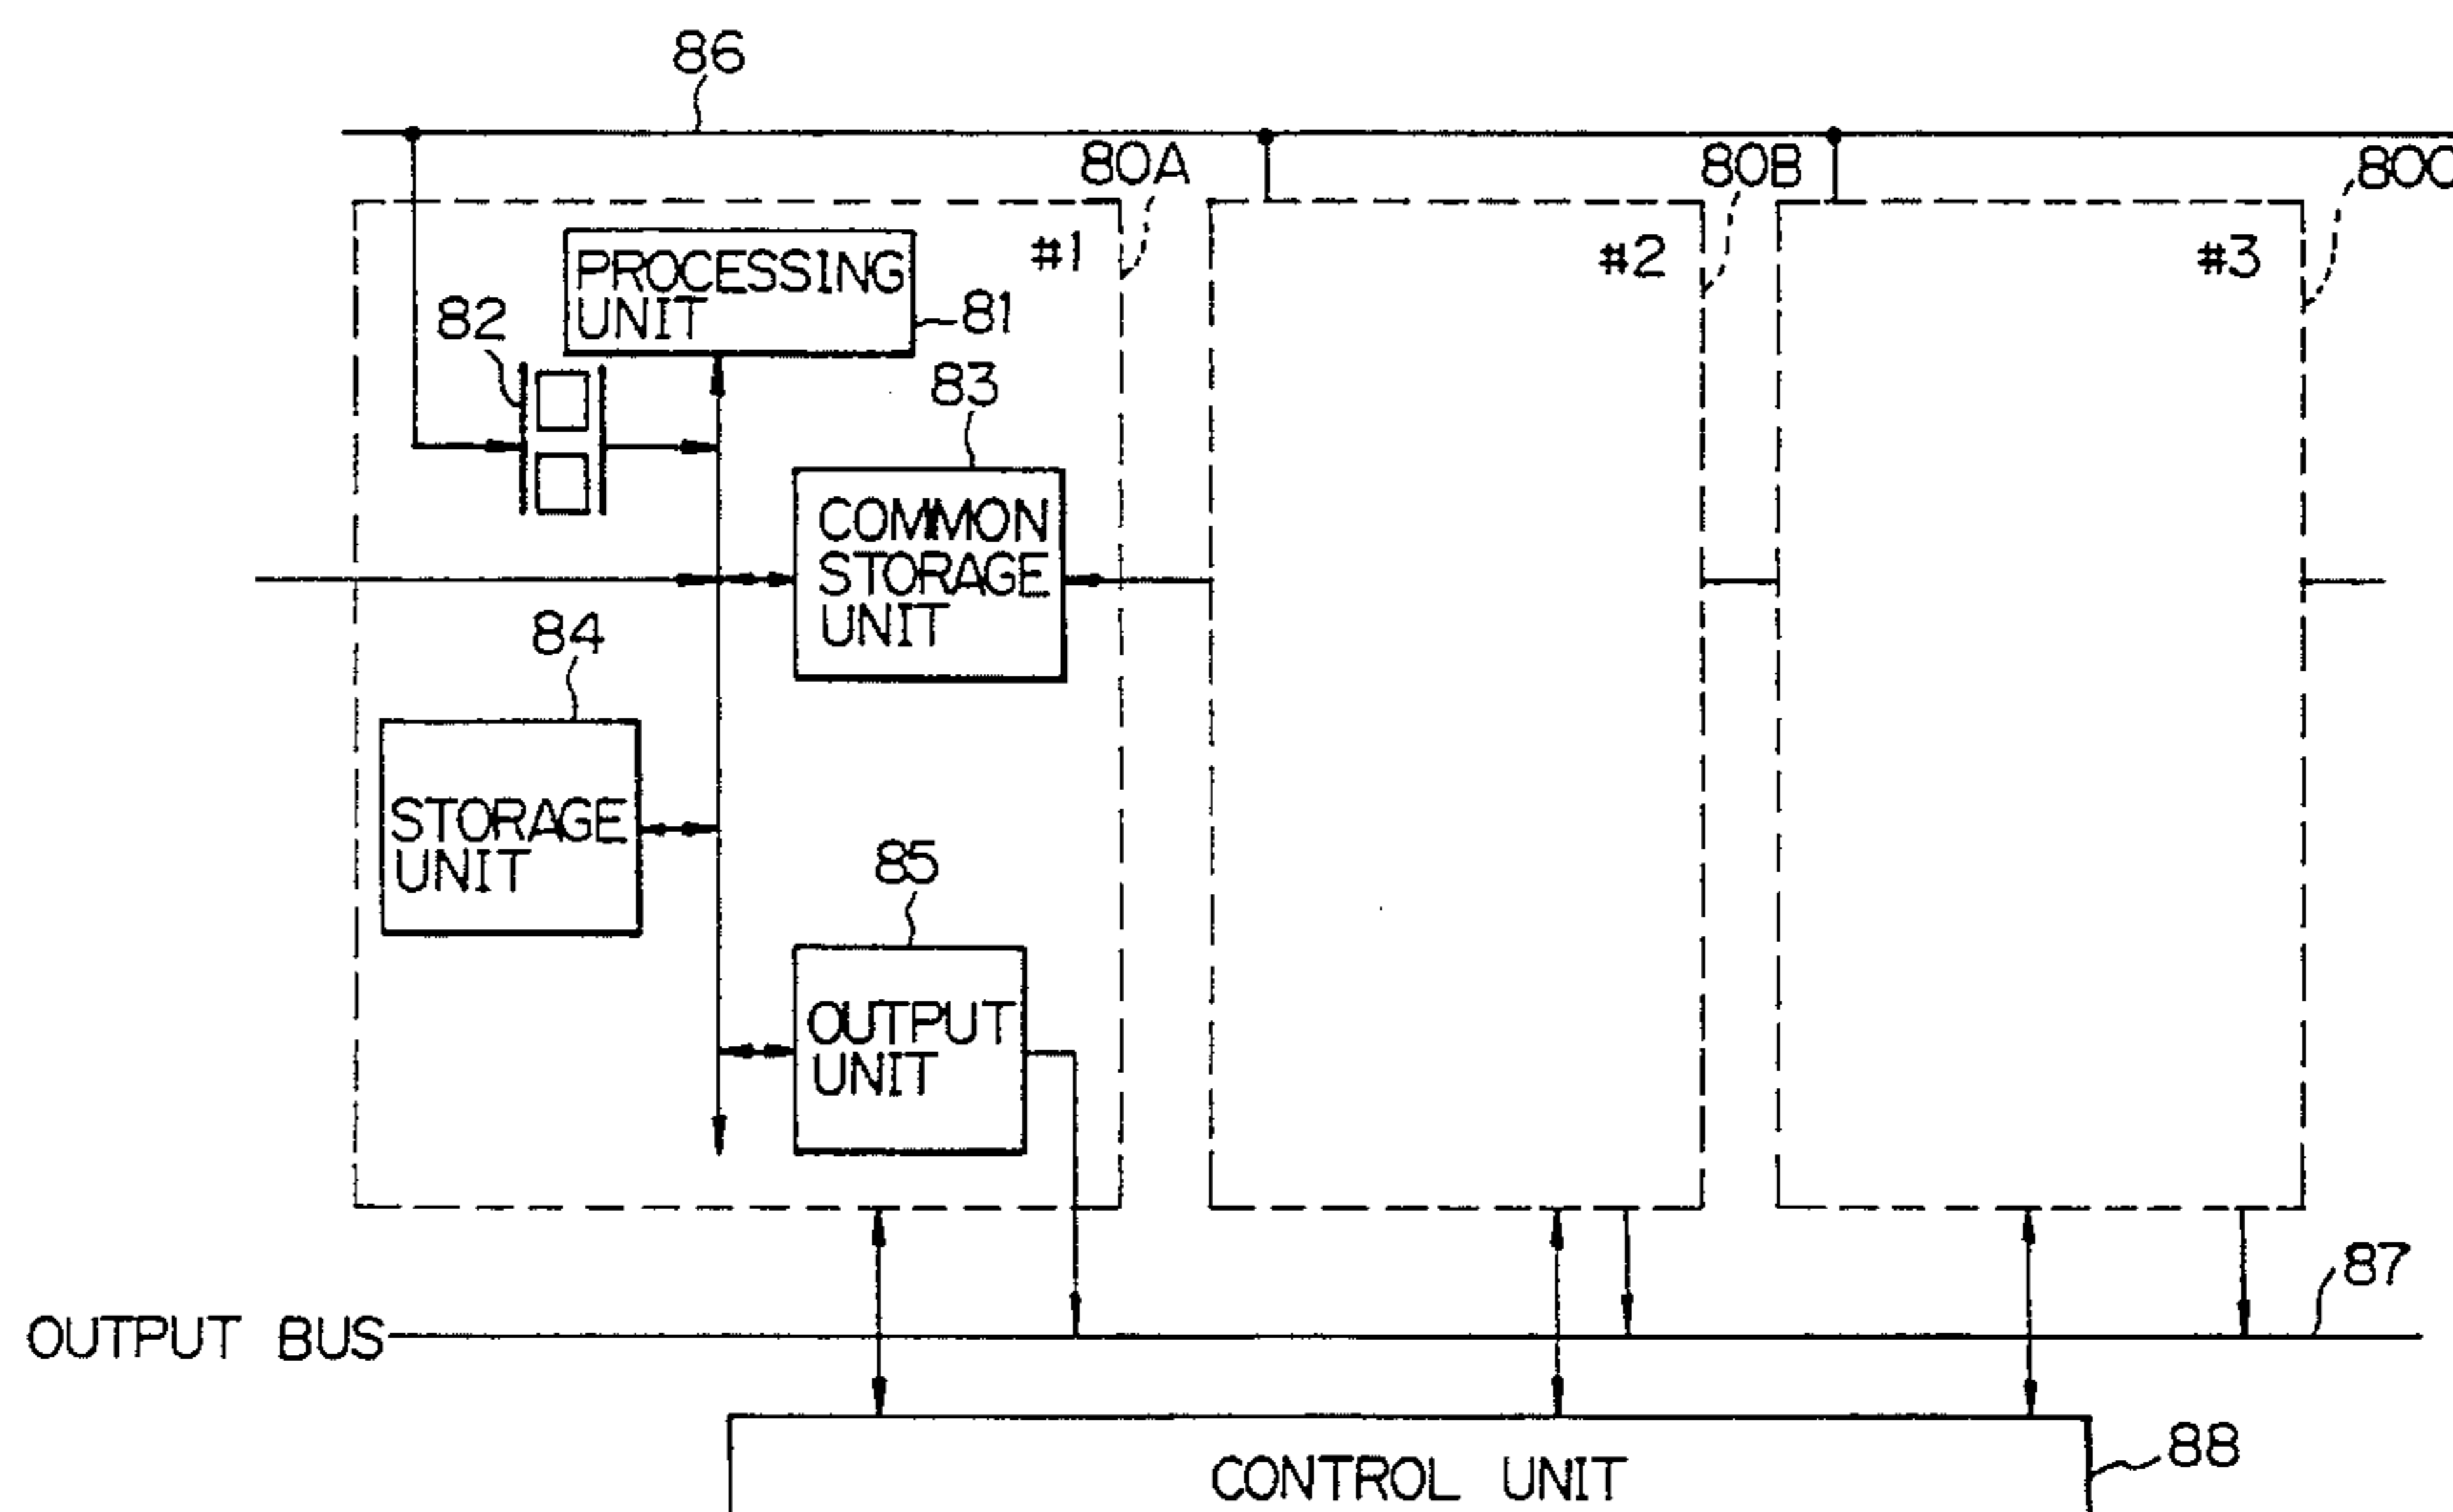 86
80A
80B
80C
#1
#2
#3
PROCESSING
UNIT
81
82
83
COMMON
STORAGE
UNIT
84
STORAGE
UNIT
85
OUTPUT
UNIT
87
OUTPUT BUS
88
CONTROL UNIT